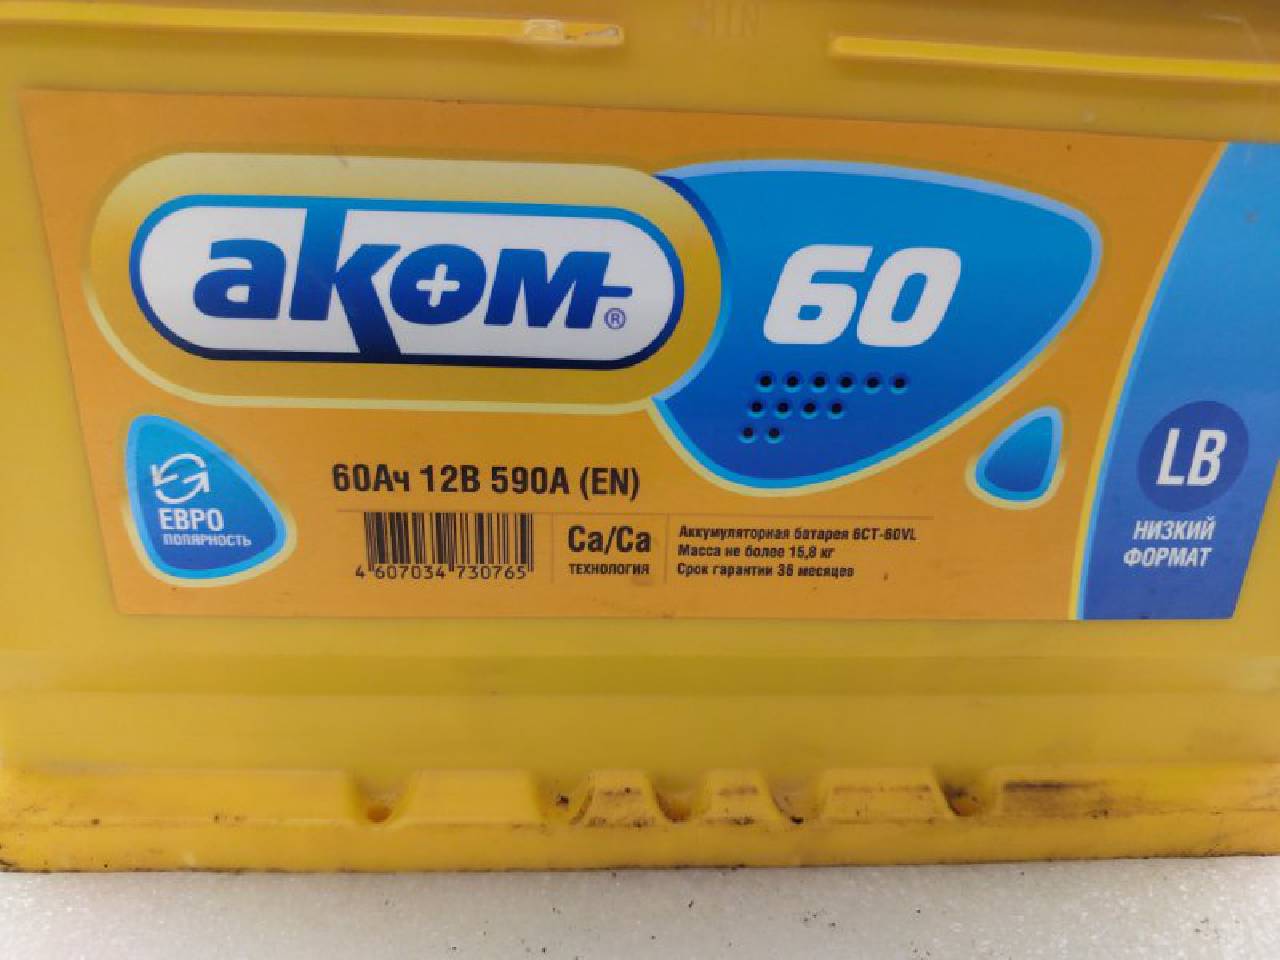 MIN
аком®
60
ЕВРО
ПОЛЯРНОСТЬ
60Ач 12В 590А (EN)
4 607034 730765
Ca/Ca
ТЕХНОЛОГИЯ
Аккумуляторная батарея 6СТ-60VL
Масса не более 15,8 кг
Срок гарантии 36 месяцев
LB
НИЗКИЙ
ФОРМАТ